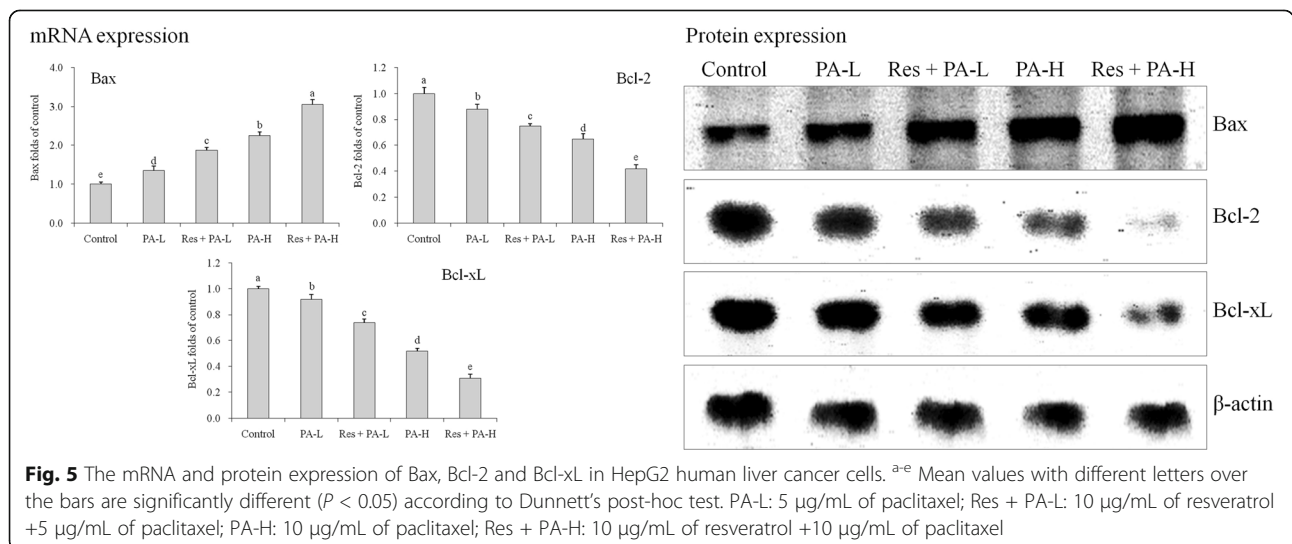 mRNA expression
Bax
Bax folds of control
4.0
3.0
2.0
1.0
0.0
e
d
c
b
a
Control PA-L Res + PA-L PA-H Res + PA-H
Bcl-2
Bcl-2 folds of control
1.2
1.0
0.8
0.6
0.4
0.2
0.0
a
b
c
d
e
Control PA-L Res + PA-L PA-H Res + PA-H
Bcl-xL
Bcl-xL folds of control
1.2
1.0
0.8
0.6
0.4
0.2
0.0
a
b
c
d
e
Control PA-L Res + PA-L PA-H Res + PA-H
Protein expression
Control PA-L Res + PA-L PA-H Res + PA-H
Bax
Bcl-2
Bcl-xL
β-actin
Fig. 5 The mRNA and protein expression of Bax, Bcl-2 and Bcl-xL in HepG2 human liver cancer cells. a-e Mean values with different letters over
the bars are significantly different (P < 0.05) according to Dunnett's post-hoc test. PA-L: 5 μg/mL of paclitaxel; Res + PA-L: 10 μg/mL of resveratrol
+5 μg/mL of paclitaxel; PA-H: 10 μg/mL of paclitaxel; Res + PA-H: 10 μg/mL of resveratrol +10 μg/mL of paclitaxel